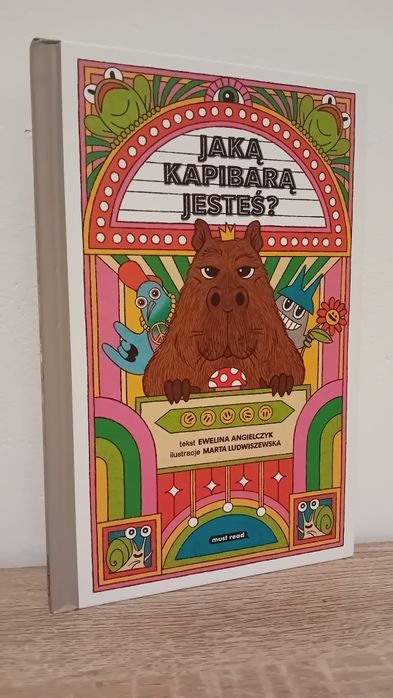 JAKĄ
KAPIBARĄ
JESTEŚ?
tekst EWELINA ANGIELCZYK
ilustracje MARTA LUDWISZEWSKA
must read